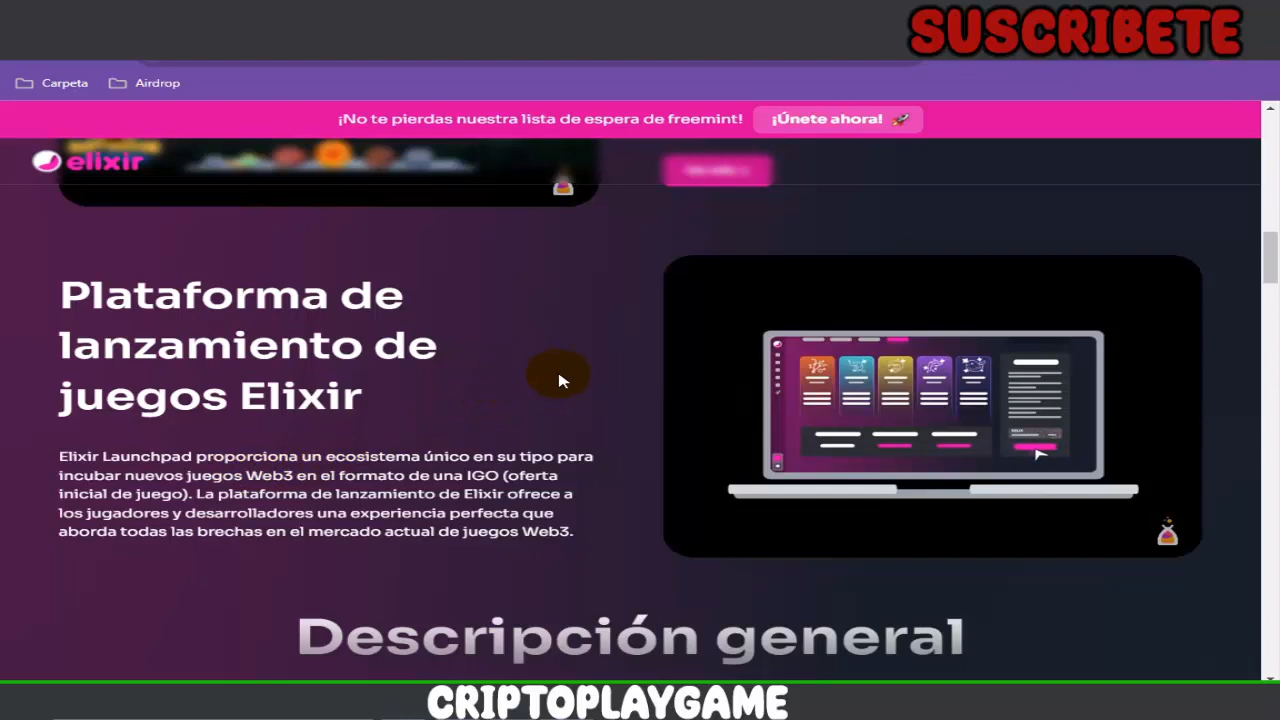 SUSCRIBETE
Carpeta Airdrop
¡No te pierdas nuestra lista de espera de freemint! ¡Únete ahora!
elixir
Plataforma de
lanzamiento de
juegos Elixir
Elixir Launchpad proporciona un ecosistema único en su tipo para
incubar nuevos juegos Web3 en el formato de una IGO (oferta
inicial de juego). La plataforma de lanzamiento de Elixir ofrece a
los jugadores y desarrolladores una experiencia perfecta que
aborda todas las brechas en el mercado actual de juegos Web3.
Descripción general
CRIPTOPLAYGAME